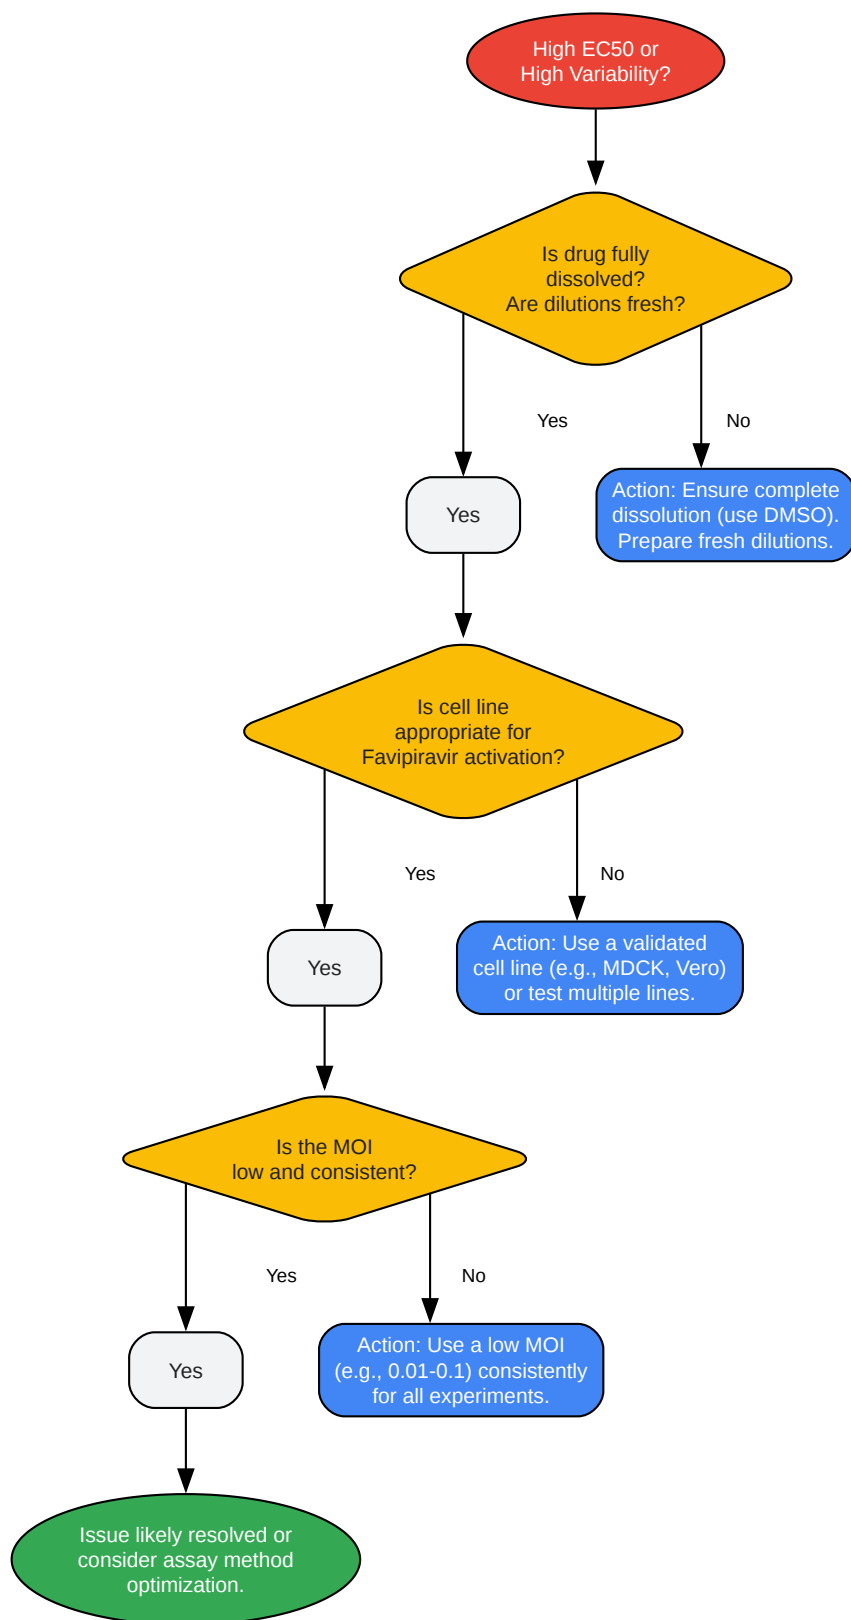 High EC50 or
High Variability?
Is drug fully
dissolved?
Are dilutions fresh?
Yes
No
Yes
Action: Ensure complete
dissolution (use DMSO).
Prepare fresh dilutions.
Is cell line
appropriate for
Favipiravir activation?
Yes
No
Yes
Action: Use a validated
cell line (e.g., MDCK, Vero)
or test multiple lines.
Is the MOI
low and consistent?
Yes
No
Yes
Action: Use a low MOI
(e.g., 0.01-0.1) consistently
for all experiments.
Issue likely resolved or
consider assay method
optimization.